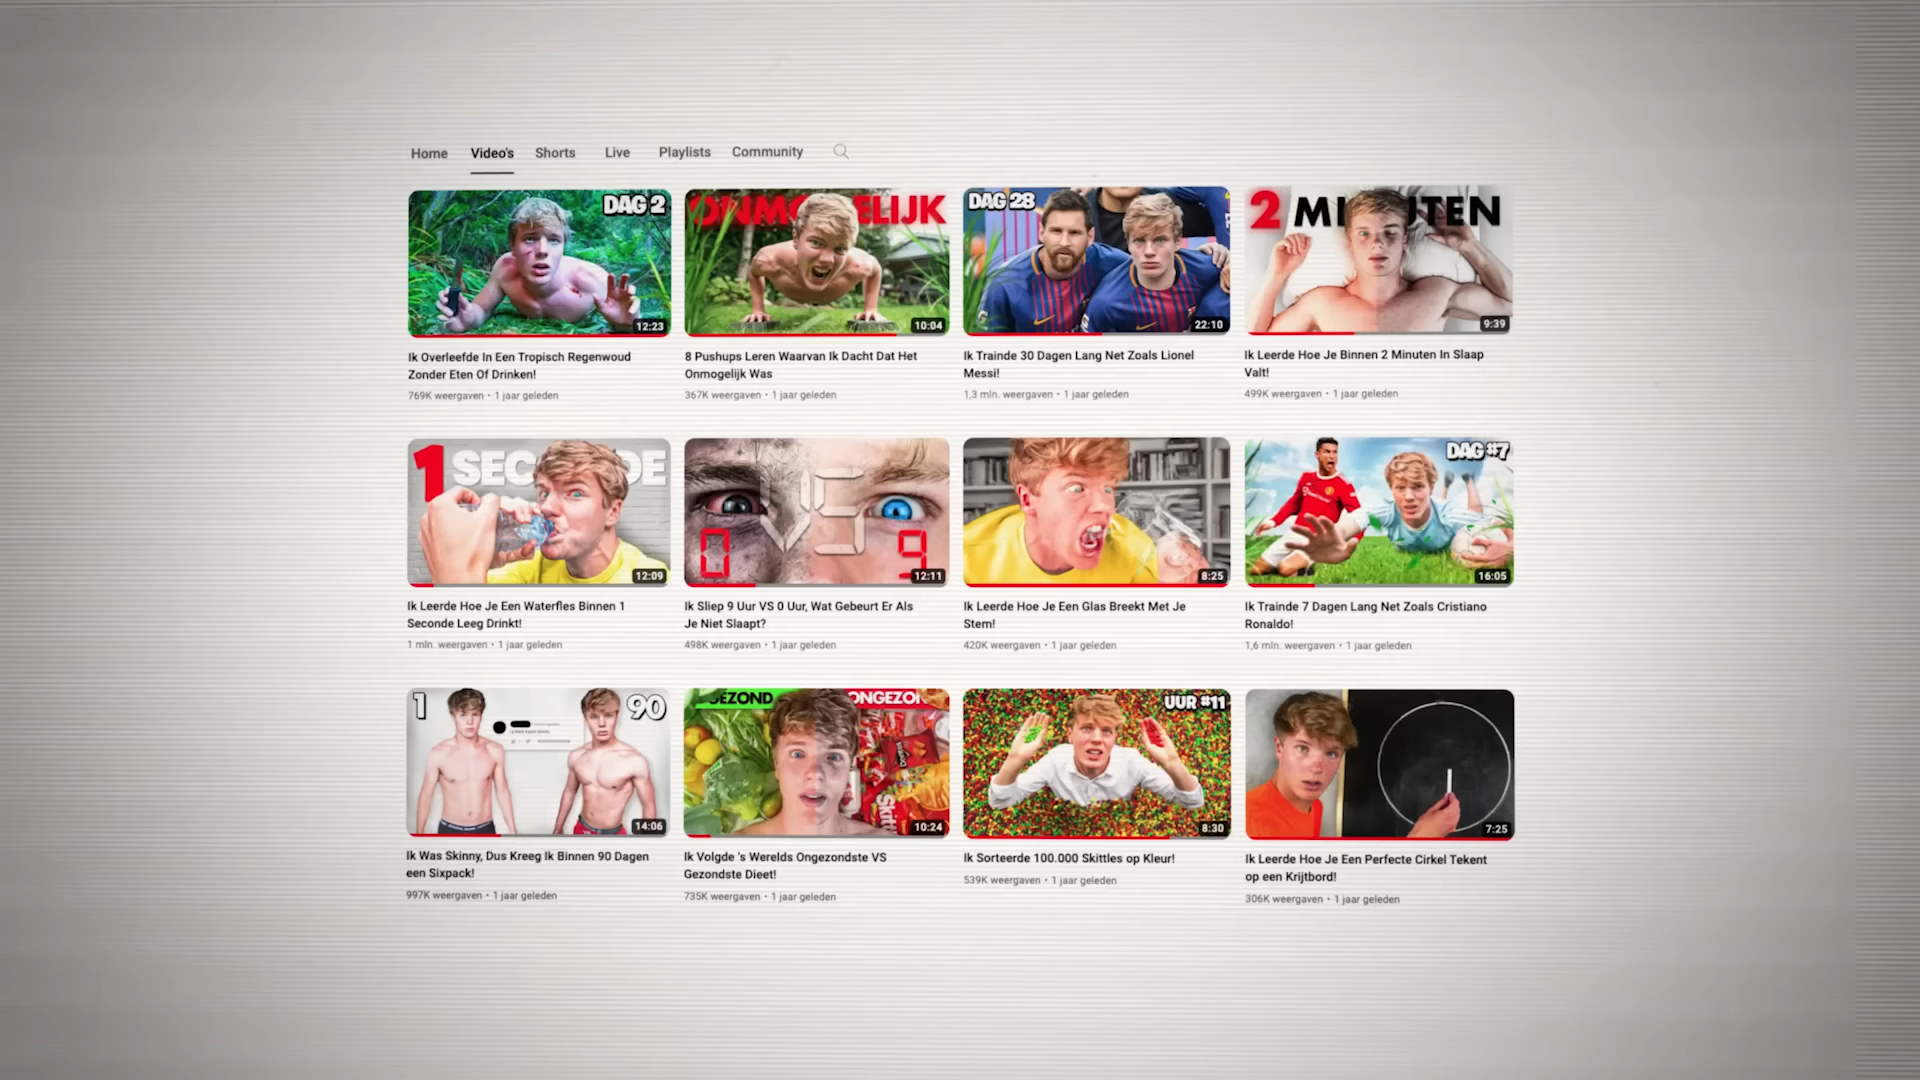 Home Video's Shorts Live Playlists Community
DAG 2
12:23
10:04
DAG 28
22:10
2
9:39
Ik Overleefde In Een Tropisch Regenwoud
Zonder Eten Of Drinken!
769K weergaven • 1 jaar geleden
8 Pushups Leren Waarvan Ik Dacht Dat Het
Onmogelijk Was
367K weergaven • 1 jaar geleden
Ik Trainde 30 Dagen Lang Net Zoals Lionel
Messi!
1,3 mln. weergaven • 1 jaar geleden
Ik Leerde Hoe Je Binnen 2 Minuten In Slaap
Valt!
499K weergaven • 1 jaar geleden
1
12:09
VS
0
9
12:11
8:25
DAG #7
16:05
Ik Leerde Hoe Je Een Waterfles Binnen 1
Seconde Leeg Drinkt!
1 mln. weergaven • 1 jaar geleden
Ik Sliep 9 Uur VS 0 Uur, Wat Gebeurt Er Als
Je Niet Slaapt?
498K weergaven • 1 jaar geleden
Ik Leerde Hoe Je Een Glas Breekt Met Je
Stem!
420K weergaven • 1 jaar geleden
Ik Trainde 7 Dagen Lang Net Zoals Cristiano
Ronaldo!
1,6 mln. weergaven • 1 jaar geleden
1
90
14:06
10:24
UUR #11
8:30
7:25
Ik Was Skinny, Dus Kreeg Ik Binnen 90 Dagen
een Sixpack!
997K weergaven • 1 jaar geleden
Ik Volgde 's Werelds Ongezondste VS
Gezondste Dieet!
735K weergaven • 1 jaar geleden
Ik Sorteerde 100.000 Skittles op Kleur!
539K weergaven • 1 jaar geleden
Ik Leerde Hoe Je Een Perfecte Cirkel Tekent
op een Krijtbord!
306K weergaven • 1 jaar geleden